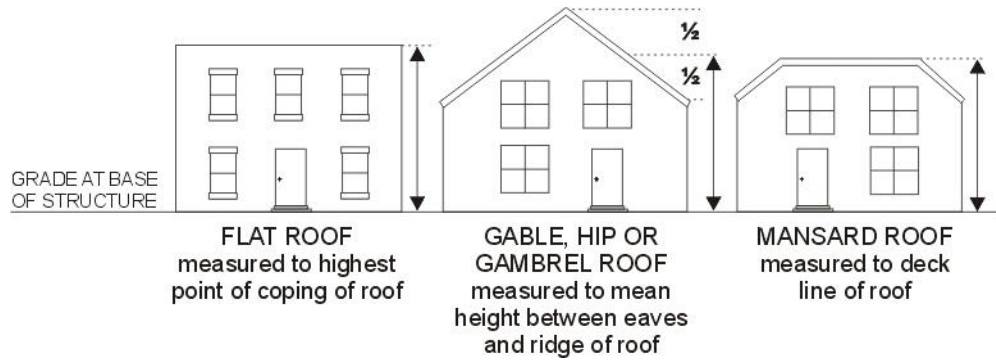 ½
½
GRADE AT BASE
OF STRUCTURE
FLAT ROOF
measured to highest
point of coping of roof
GABLE, HIP OR
GAMBREL ROOF
measured to mean
height between eaves
and ridge of roof
MANSARD ROOF
measured to deck
line of roof